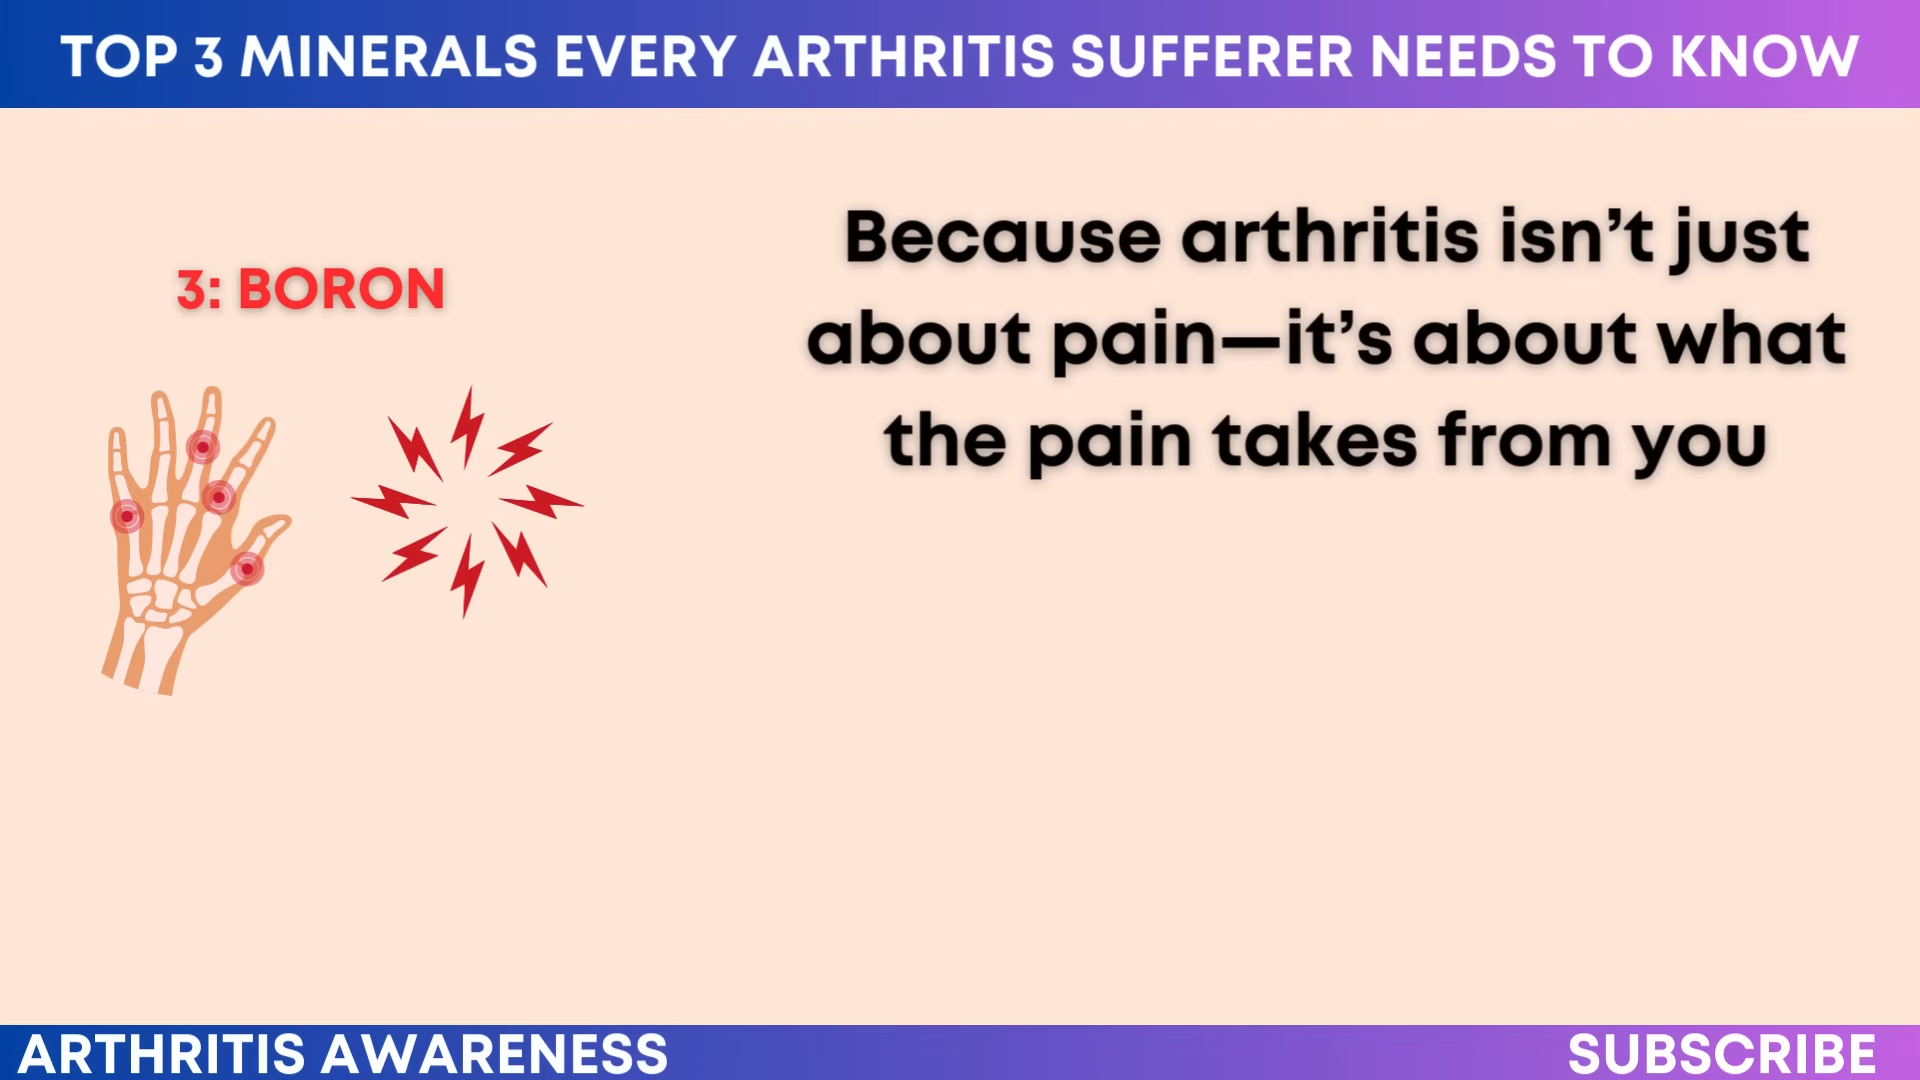 TOP 3 MINERALS EVERY ARTHRITIS SUFFERER NEEDS TO KNOW
3: BORON
Because arthritis isn’t just
about pain—it’s about what
the pain takes from you
ARTHRITIS AWARENESS
SUBSCRIBE